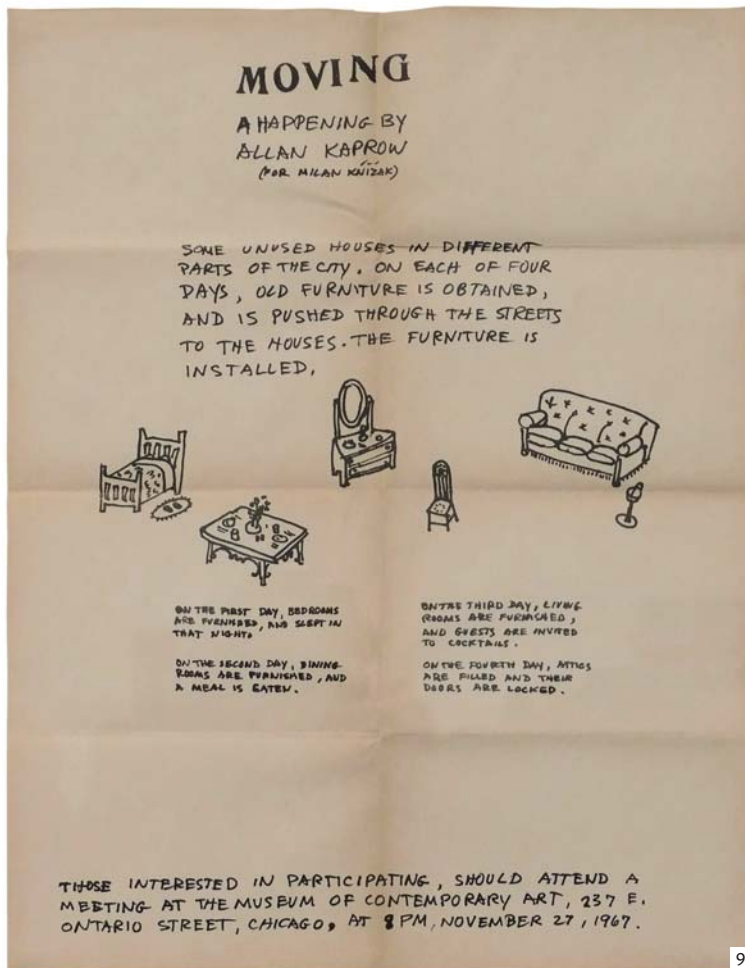 MOVING
A HAPPENING BY
ALLAN KAPROW
(FOR MILAN KNÍŽÁK)
SOME UNUSED HOUSES IN DIFFERENT
PARTS OF THE CITY. ON EACH OF FOUR
DAYS, OLD FURNITURE IS OBTAINED,
AND IS PUSHED THROUGH THE STREETS
TO THE HOUSES. THE FURNITURE IS
INSTALLED.
ON THE FIRST DAY, BEDROOMS
ARE FURNISHED, AND SLEPT IN
THAT NIGHT.
ON THE SECOND DAY, DINING
ROOMS ARE FURNISHED, AND
A MEAL IS EATEN.
ON THE THIRD DAY, LIVING
ROOMS ARE FURNISHED,
AND GUESTS ARE INVITED
TO COCKTAILS.
ON THE FOURTH DAY, ATTICS
ARE FILLED AND THEIR
DOORS ARE LOCKED.
THOSE INTERESTED IN PARTICIPATING, SHOULD ATTEND A
MEETING AT THE MUSEUM OF CONTEMPORARY ART, 237 E.
ONTARIO STREET, CHICAGO, AT 8 PM, NOVEMBER 27, 1967.
9